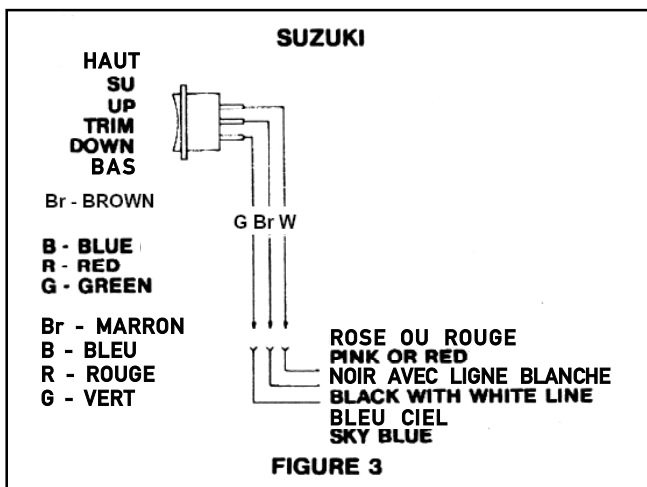 SUZUKI
HAUT
SU
UP
TRIM
DOWN
BAS
Br - BROWN
B - BLUE
R - RED
G - GREEN
Br - MARRON
B - BLEU
R - ROUGE
G - VERT
G Br W
ROSE OU ROUGE
PINK OR RED
NOIR AVEC LIGNE BLANCHE
BLACK WITH WHITE LINE
BLEU CIEL
SKY BLUE
FIGURE 3